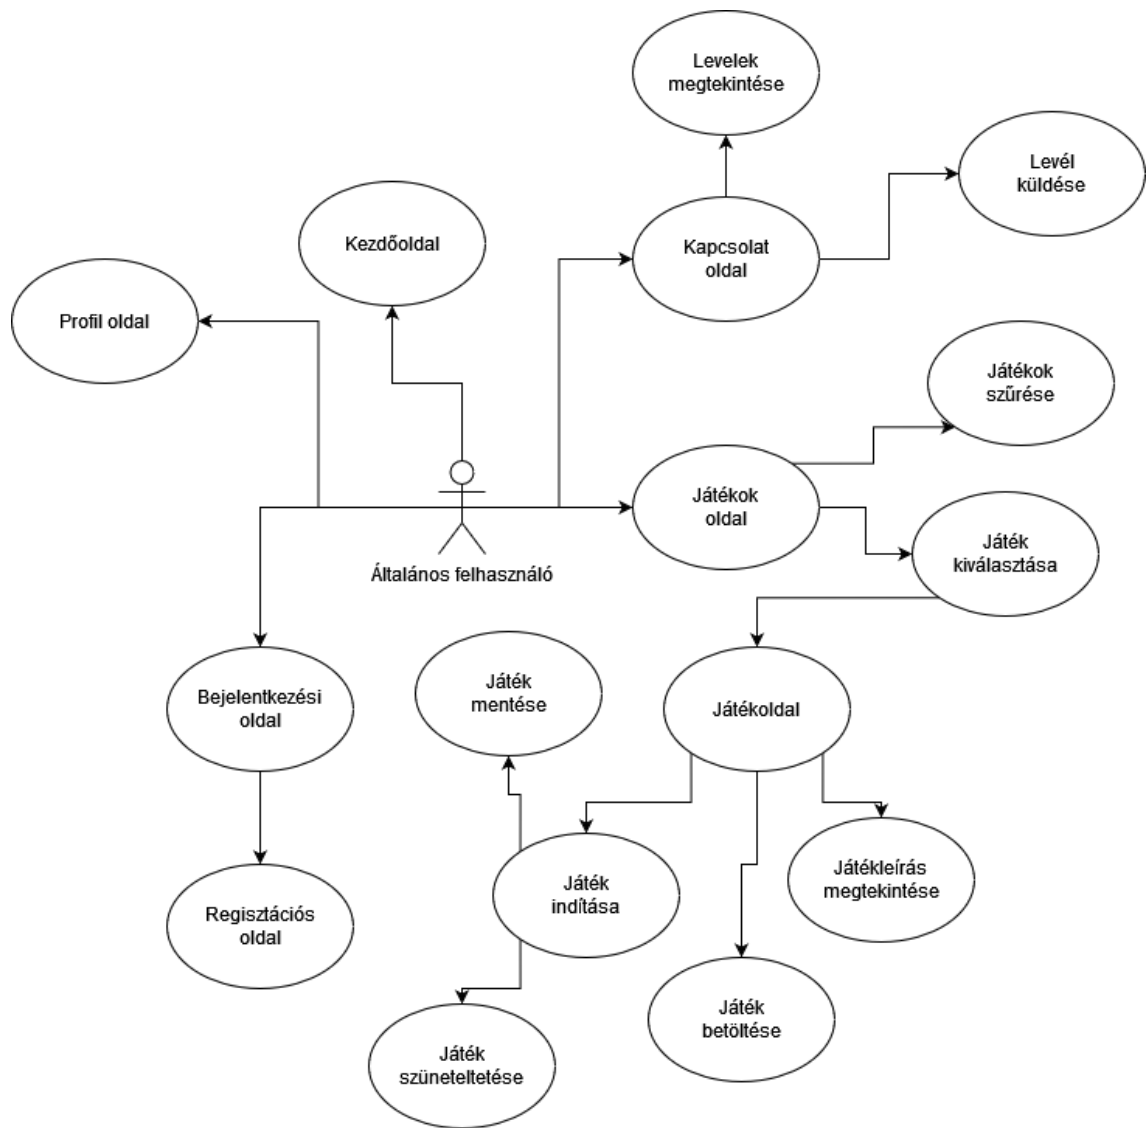 Levelek
megtekintése
Levél
küldése
Kezdőoldal
Kapcsolat
oldal
Profil oldal
Játékok
szűrése
Játékok
oldal
Játék
kiválasztása
Általános felhasználó
Bejelentkezési
oldal
Játék
mentése
Játékoldal
Játék
indítása
Játékleírás
megtekintése
Regisztációs
oldal
Játék
betöltése
Játék
szüneteltetése